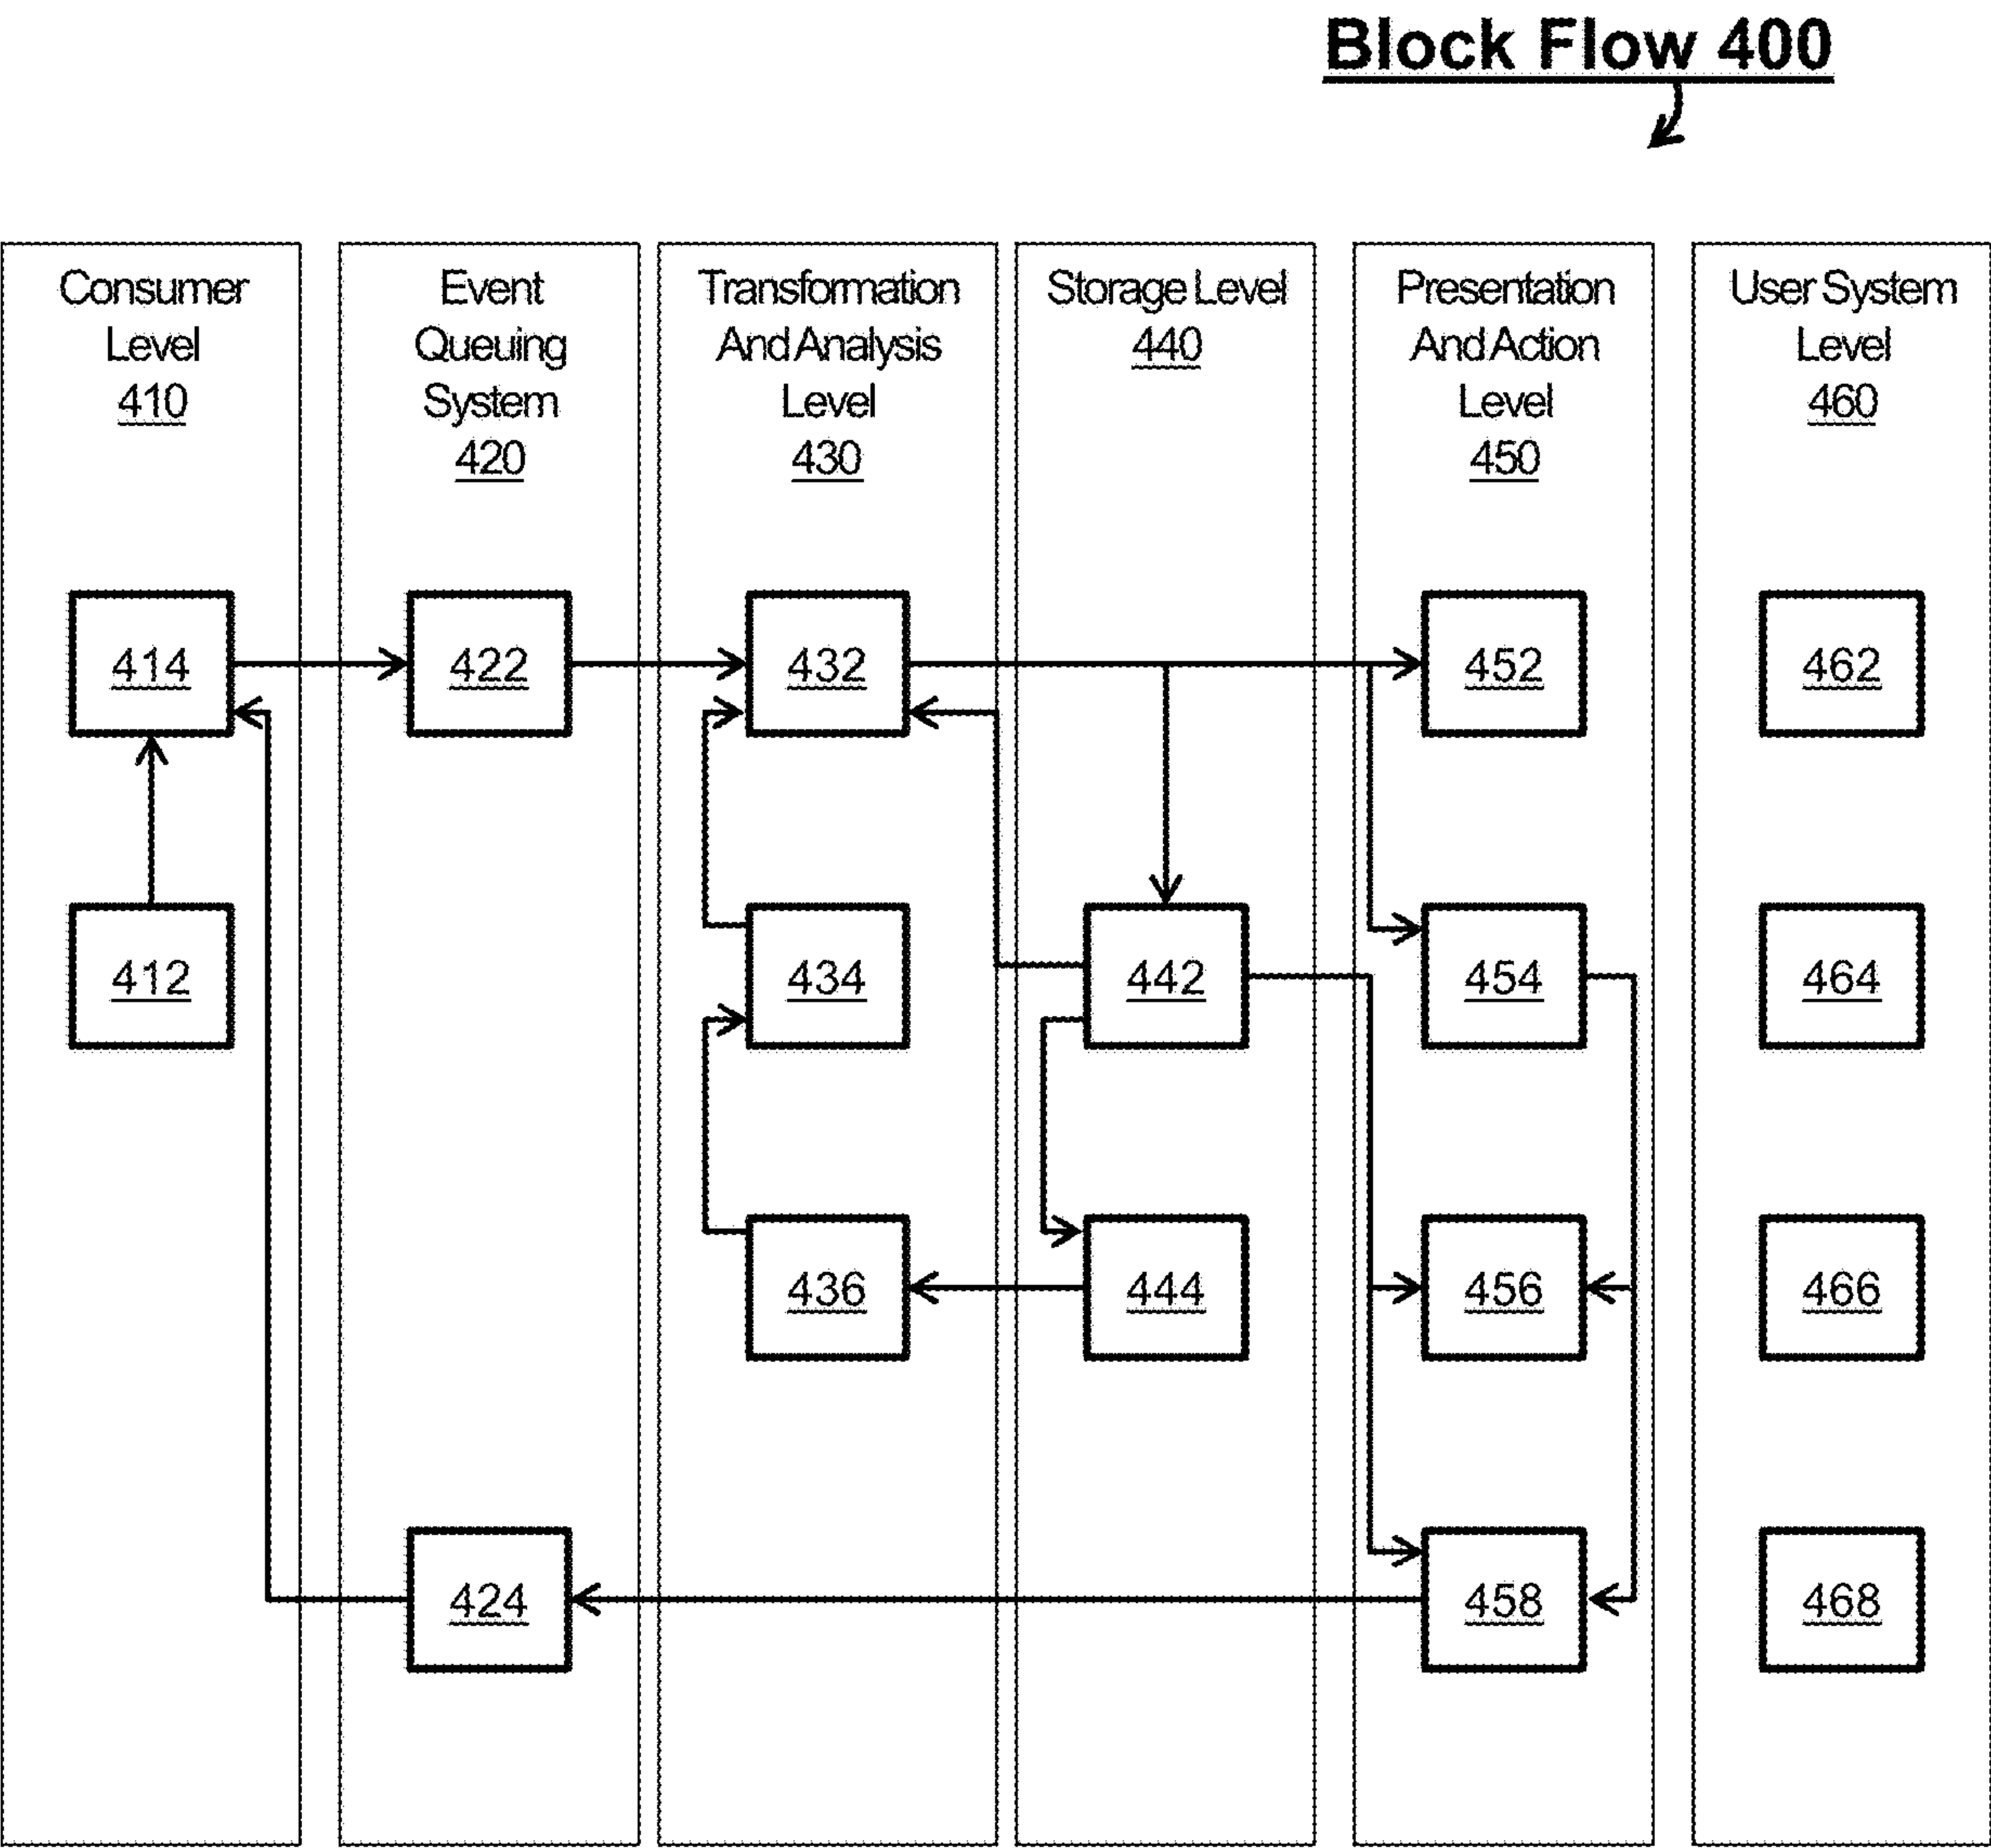 Block Flow 400
Consumer
Level
410
Event
Queuing
System
420
Transformation
And Analysis
Level
430
Storage Level
440
Presentation
And Action
Level
450
User System
Level
460
414
422
432
452
462
412
434
442
454
464
436
444
456
466
424
458
468